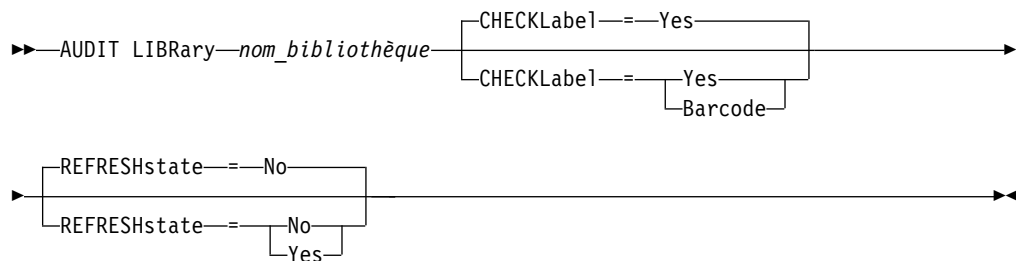 CHECKLabel = Yes
AUDIT LIBRary nom_bibliothèque
CHECKLabel = Yes
Barcode
REFRESHstate = No
REFRESHstate = No
Yes